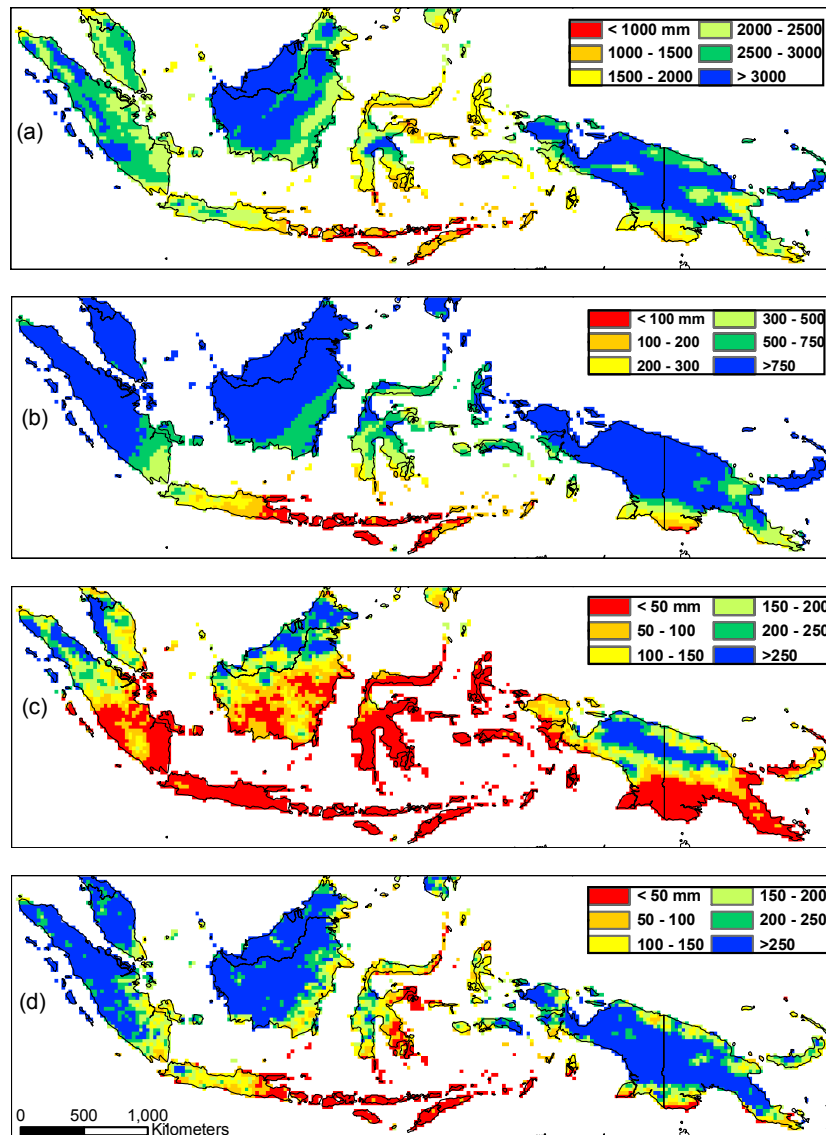 (a)
< 1000 mm 2000 - 2500
1000 - 1500 2500 - 3000
1500 - 2000 > 3000
(b)
< 100 mm 300 - 500
100 - 200 500 - 750
200 - 300 >750
(c)
< 50 mm 150 - 200
50 - 100 200 - 250
100 - 150 >250
(d)
< 50 mm 150 - 200
50 - 100 200 - 250
100 - 150 >250
0 500 1,000
Kilometers